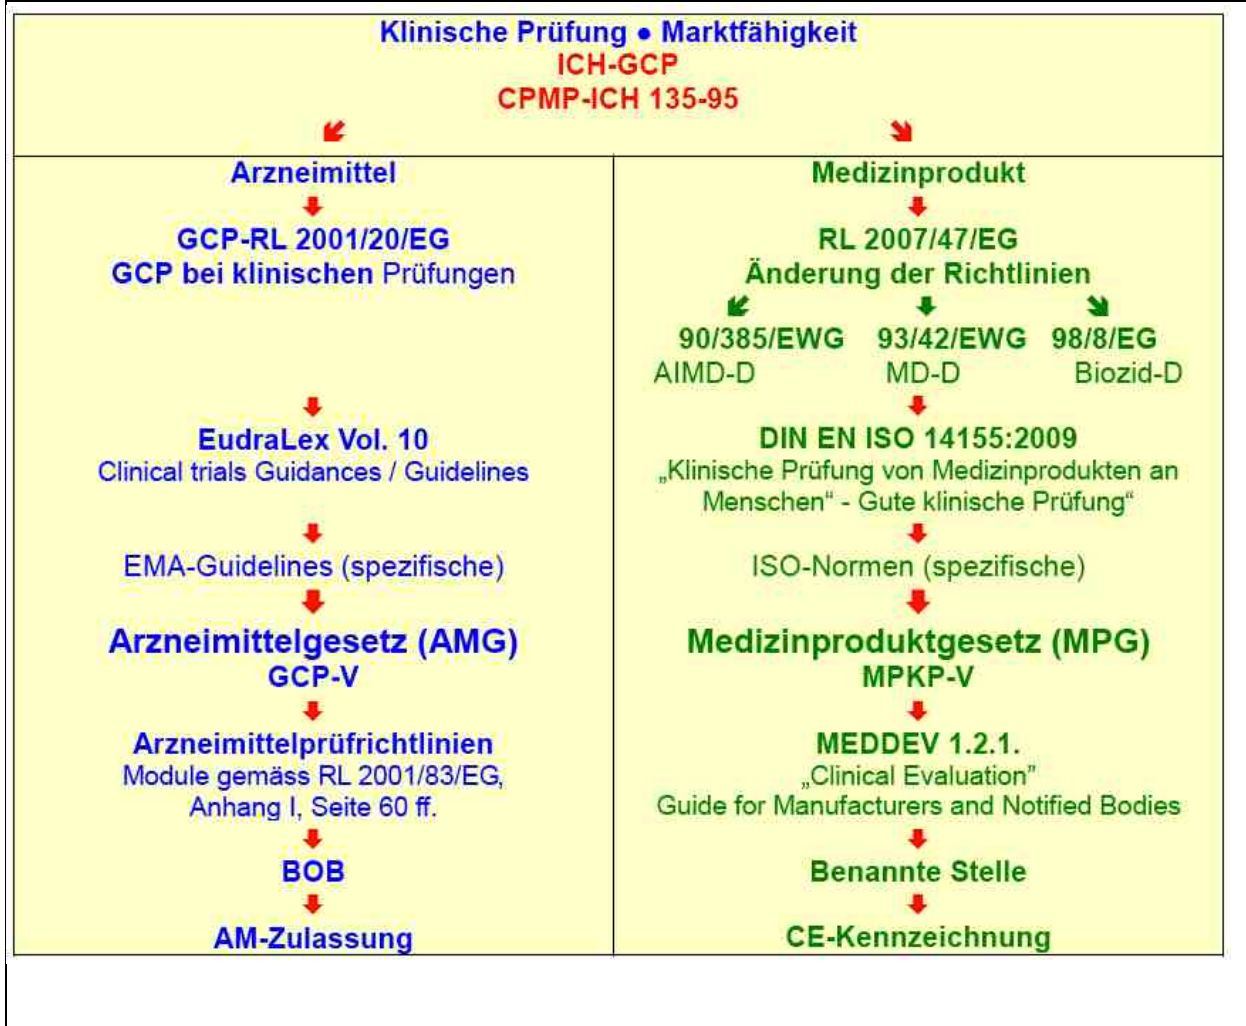 Klinische Prüfung ● Marktfähigkeit
ICH-GCP
CPMP-ICH 135-95
Arzneimittel
GCP-RL 2001/20/EG
GCP bei klinischen Prüfungen
EudraLex Vol. 10
Clinical trials Guidances / Guidelines
EMA-Guidelines (spezifische)
Arzneimittelgesetz (AMG)
GCP-V
Arzneimittelprüfrichtlinien
Module gemäss RL 2001/83/EG,
Anhang I, Seite 60 ff.
BOB
AM-Zulassung
Medizinprodukt
RL 2007/47/EG
Änderung der Richtlinien
90/385/EWG 93/42/EWG 98/8/EG
AIMD-D MD-D Biozid-D
DIN EN ISO 14155:2009
„Klinische Prüfung von Medizinprodukten an
Menschen“ - Gute klinische Prüfung“
ISO-Normen (spezifische)
Medizinproduktgesetz (MPG)
MPKP-V
MEDDEV 1.2.1.
„Clinical Evaluation”
Guide for Manufacturers and Notified Bodies
Benannte Stelle
CE-Kennzeichnung